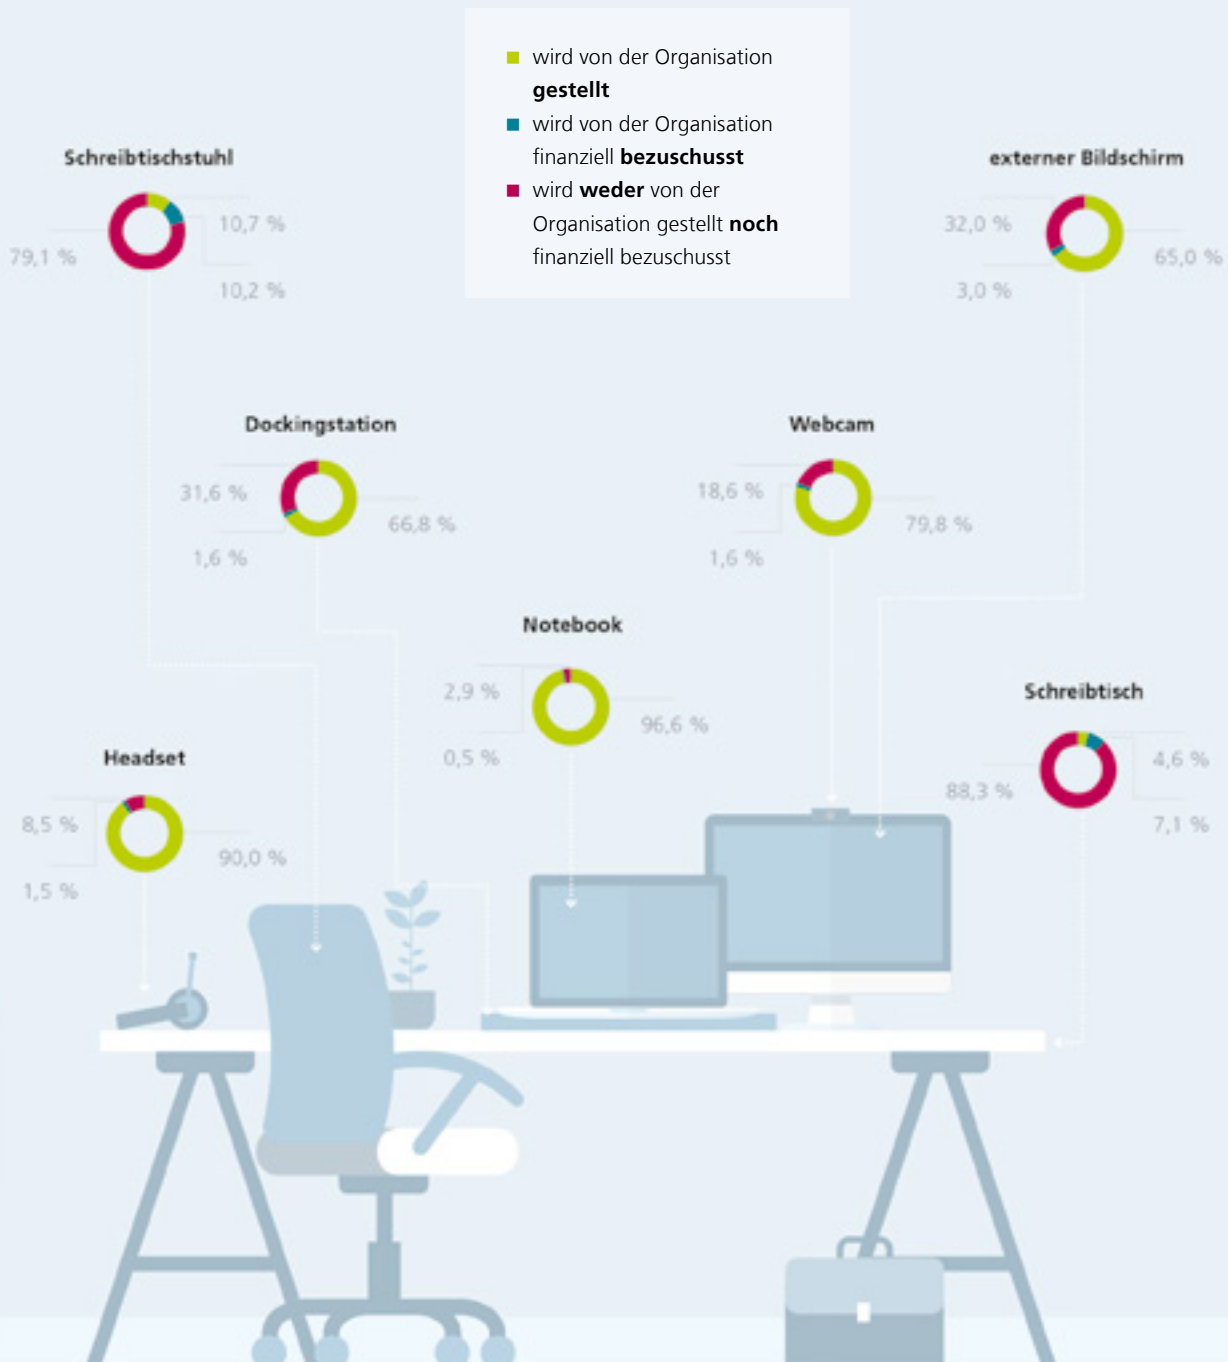 wird von der Organisation
gestellt
wird von der Organisation
finanziell bezuschusst
wird weder von der
Organisation gestellt noch
finanziell bezuschusst
Schreibtischstuhl
10,7 %
79,1 %
10,2 %
externer Bildschirm
32,0 %
65,0 %
3,0 %
Dockingstation
31,6 %
66,8 %
1,6 %
Webcam
18,6 %
79,8 %
1,6 %
Notebook
2,9 %
96,6 %
0,5 %
Schreibtisch
4,6 %
88,3 %
7,1 %
Headset
8,5 %
90,0 %
1,5 %